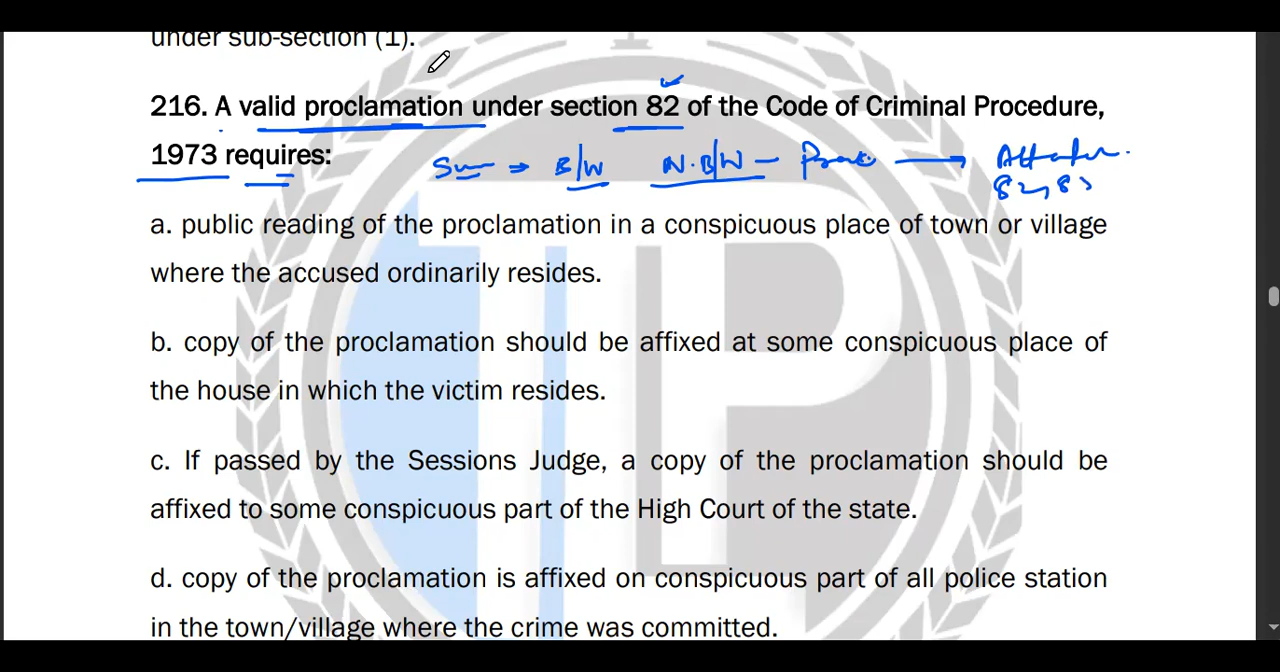 under sub-section (1).
216. A valid proclamation under section 82 of the Code of Criminal Procedure,
1973 requires:
B/W N.B/W –
82, 83
a. public reading of the proclamation in a conspicuous place of town or village
where the accused ordinarily resides.
b. copy of the proclamation should be affixed at some conspicuous place of
the house in which the victim resides.
c. If passed by the Sessions Judge, a copy of the proclamation should be
affixed to some conspicuous part of the High Court of the state.
d. copy of the proclamation is affixed on conspicuous part of all police station
in the town/village where the crime was committed.